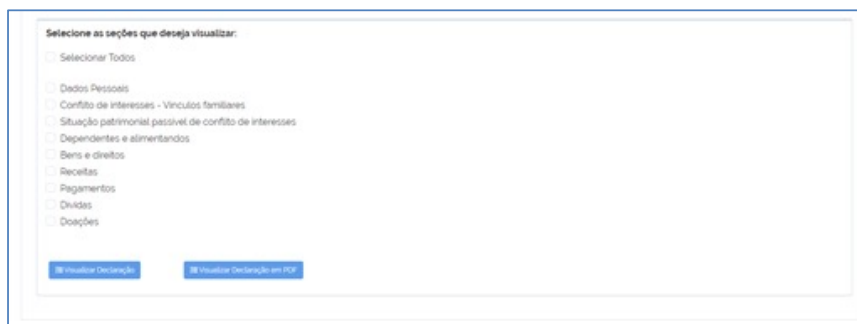 Selecione as seções que deseja visualizar:
Selecionar Todos
Dados Pessoais
Conflito de interesses - Vínculos familiares
Situação patrimonial passível de conflito de interesses
Dependentes e alimentandos
Bens e direitos
Receitas
Pagamentos
Dívidas
Doações
Visualizar Declaração
Visualizar Declaração em PDF